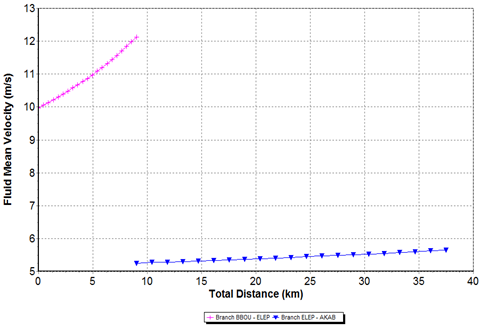 Fluid Mean Velocity (m/s)
13
12
11
10
9
8
7
6
5
0 5 10 15 20 25 30 35 40
Total Distance (km)
Branch BBOU - ELEP Branch ELEP - AKAB